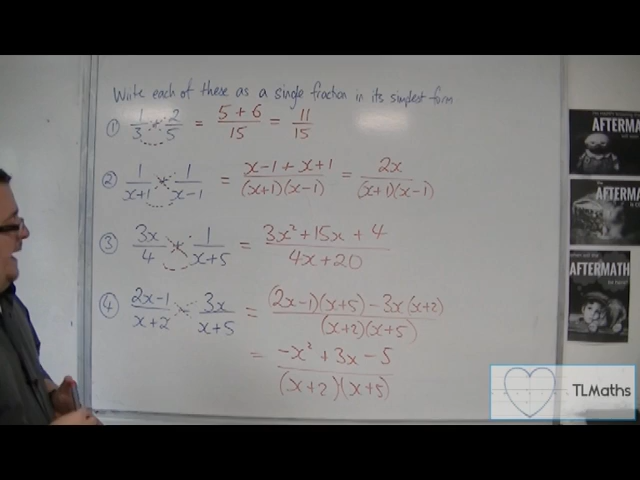 Write each of these as a single fraction in its simplest form
① 1/3 + 2/5 = (5 + 6)/15 = 11/15
② 1/(x+1) + 1/(x-1) = (x-1+x+1)/((x+1)(x-1)) = 2x/((x+1)(x-1))
③ 3x/4 + 1/(x+5) = (3x²+15x+4)/(4x+20)
④ (2x-1)/(x+2) - 3x/(x+5) = ((2x-1)(x+5)-3x(x+2))/((x+2)(x+5))
= (-x²+3x-5)/((x+2)(x+5))
AFTERMATH
AFTERMATH
AFTERMATH
TLMaths